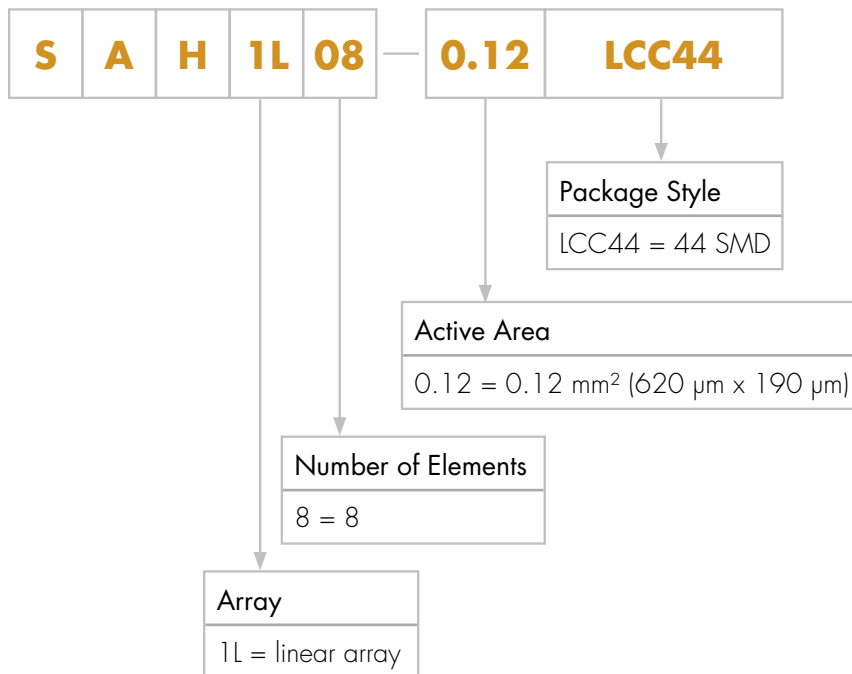 S A H 1L 08 — 0.12 LCC44
Package Style
LCC44 = 44 SMD
Active Area
0.12 = 0.12 mm² (620 µm x 190 µm)
Number of Elements
8 = 8
Array
1L = linear array